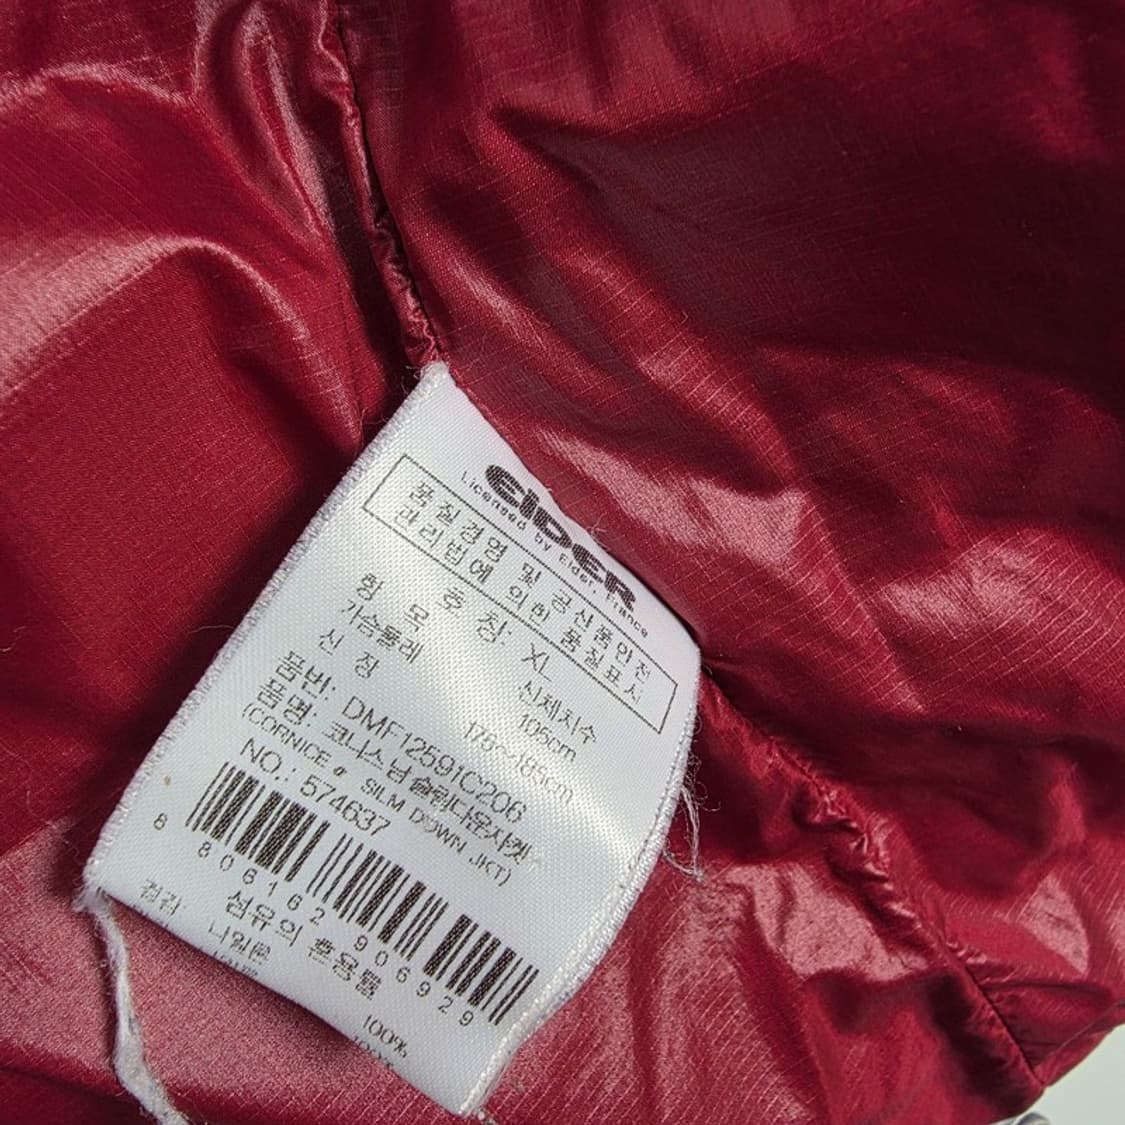 EIDER
Licensed by Eider, France
품질경영 및 공산품안전
관리법에 의한 품질표시
호 칭: XL
항 목 신체치수
가슴둘레 105cm
신 장 175~185cm
품번: DMF12591C206
품명: 코니스남슬림다운자켓
(CORNICE ♂ SILM DOWN JKT)
NO.: 574637
8 806162 906929
섬유의 혼용률
겉감: 나일론 100%